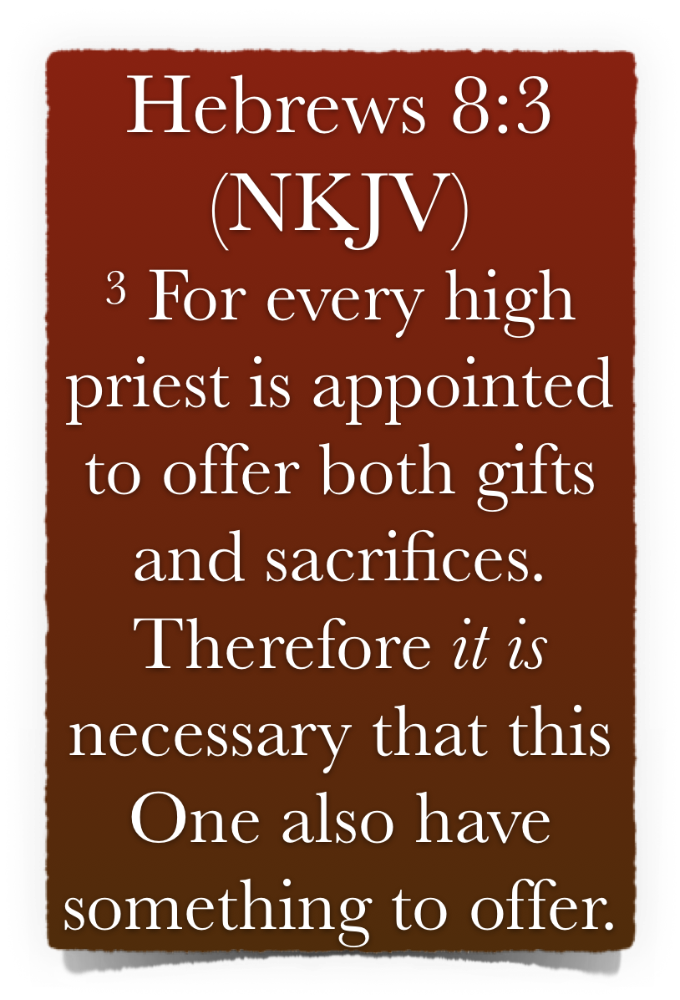 Hebrews 8:3
(NKJV)
³ For every high
priest is appointed
to offer both gifts
and sacrifices.
Therefore it is
necessary that this
One also have
something to offer.